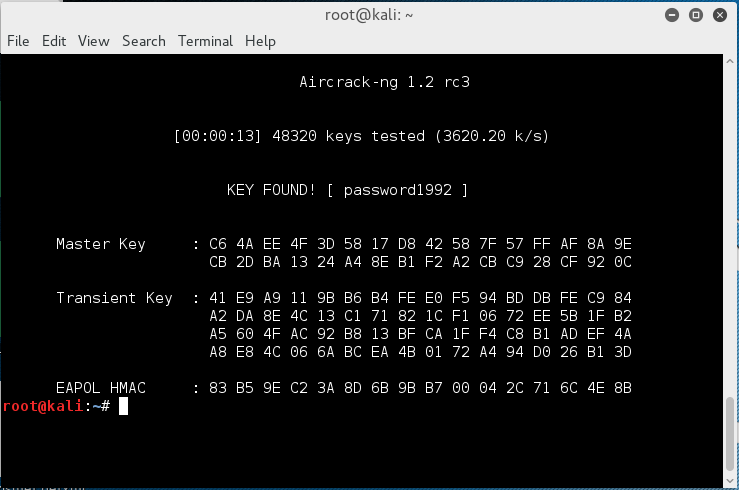 root@kali: ~
File Edit View Search Terminal Help
Aircrack-ng 1.2 rc3
[00:00:13] 48320 keys tested (3620.20 k/s)
KEY FOUND! [ password1992 ]
Master Key : C6 4A EE 4F 3D 58 17 D8 42 58 7F 57 FF AF 8A 9E
CB 2D BA 13 24 A4 8E B1 F2 A2 CB C9 28 CF 92 0C
Transient Key : 41 E9 A9 11 9B B6 B4 FE E0 F5 94 BD DB FE C9 84
A2 DA 8E 4C 13 C1 71 82 1C F1 06 72 EE 5B 1F B2
A5 60 4F AC 92 B8 13 BF CA 1F F4 C8 B1 AD EF 4A
A8 E8 4C 06 6A BC EA 4B 01 72 A4 94 D0 26 B1 3D
EAPOL HMAC : 83 B5 9E C2 3A 8D 6B 9B B7 00 04 2C 71 6C 4E 8B
root@kali:~#